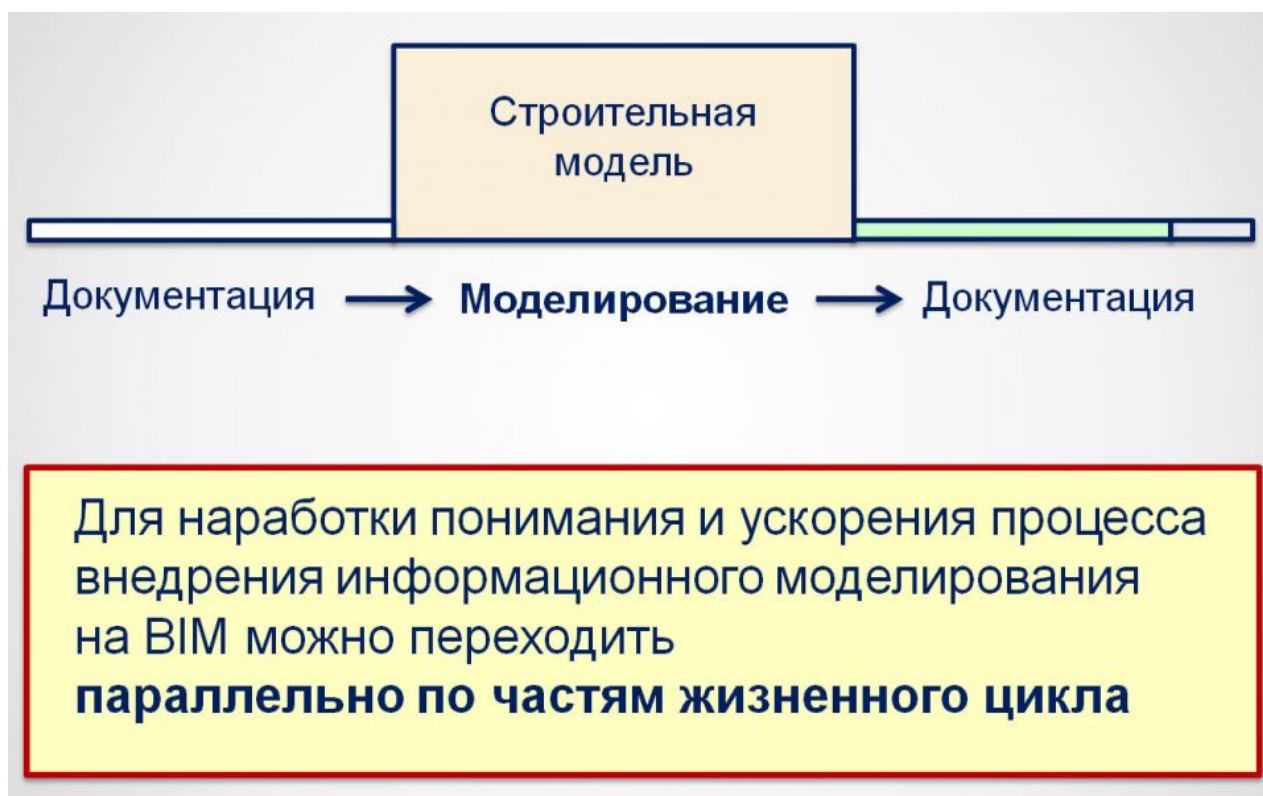 Строительная
модель
Документация → Моделирование → Документация
Для наработки понимания и ускорения процесса
внедрения информационного моделирования
на BIM можно переходить
параллельно по частям жизненного цикла